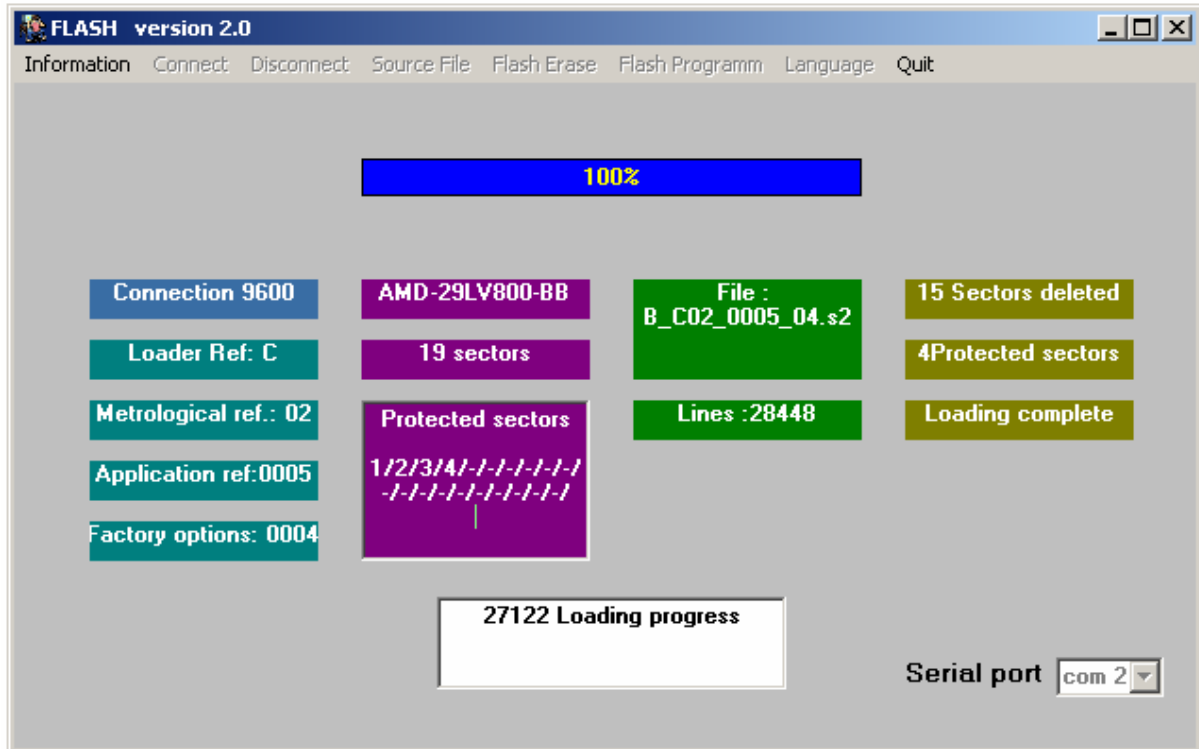 FLASH version 2.0
Information Connect Disconnect Source File Flash Erase Flash Programm Language Quit
100%
Connection 9600
Loader Ref: C
Metrological ref.: 02
Application ref:0005
Factory options: 0004
AMD-29LV800-BB
19 sectors
Protected sectors
1/2/3/4/-/-/-/-/-/-/
-/-/-/-/-/-/-/-/-/
File :
B_C02_0005_04.s2
Lines :28448
15 Sectors deleted
4Protected sectors
Loading complete
27122 Loading progress
Serial port com 2